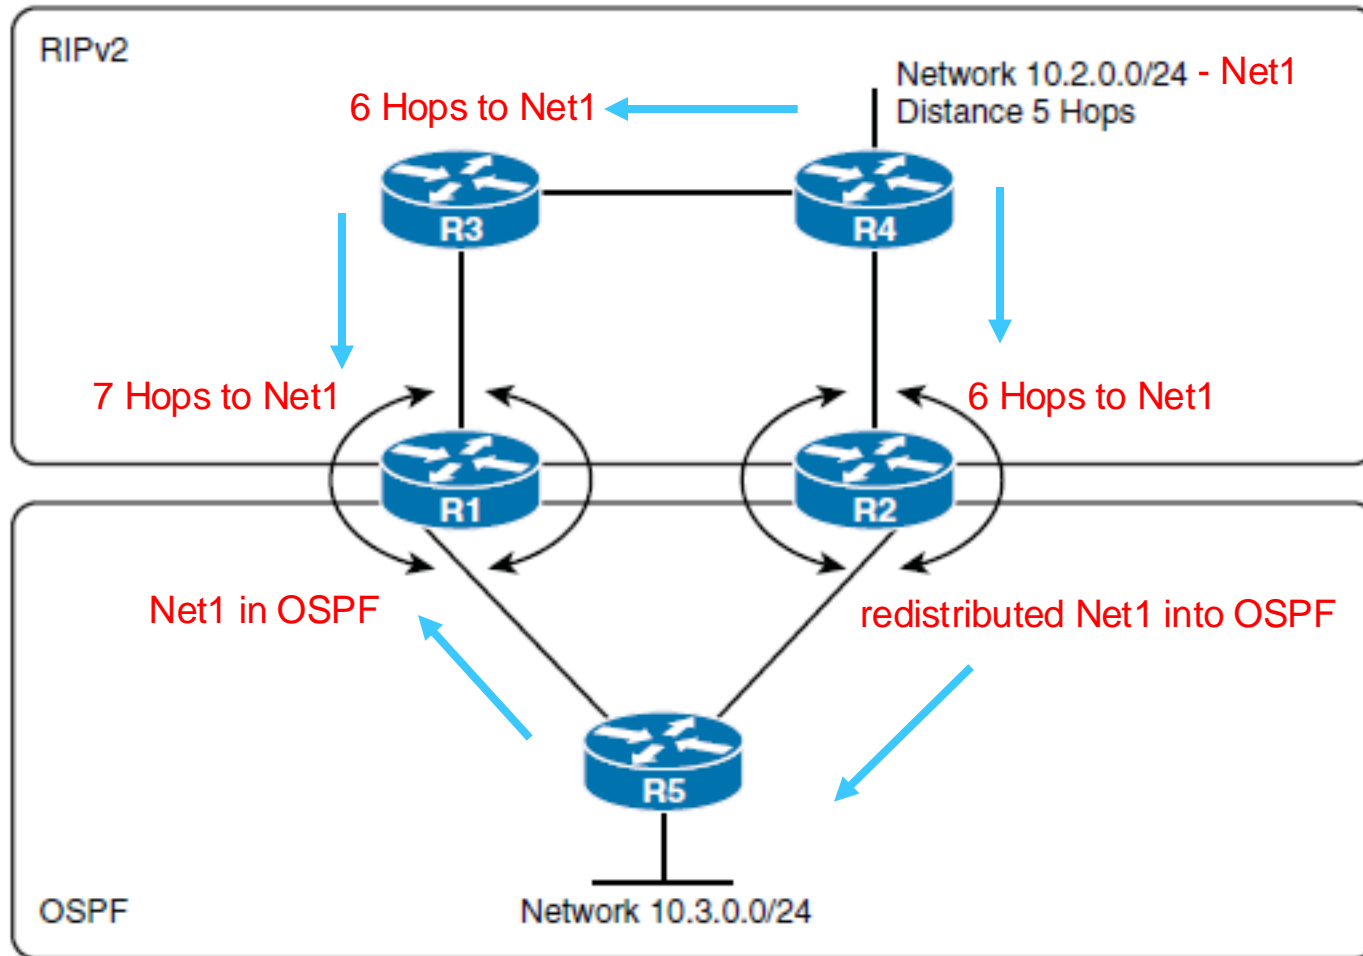 RIPv2
Network 10.2.0.0/24 - Net1
Distance 5 Hops
6 Hops to Net1
R3
R4
7 Hops to Net1
6 Hops to Net1
R1
R2
Net1 in OSPF
redistributed Net1 into OSPF
R5
OSPF
Network 10.3.0.0/24